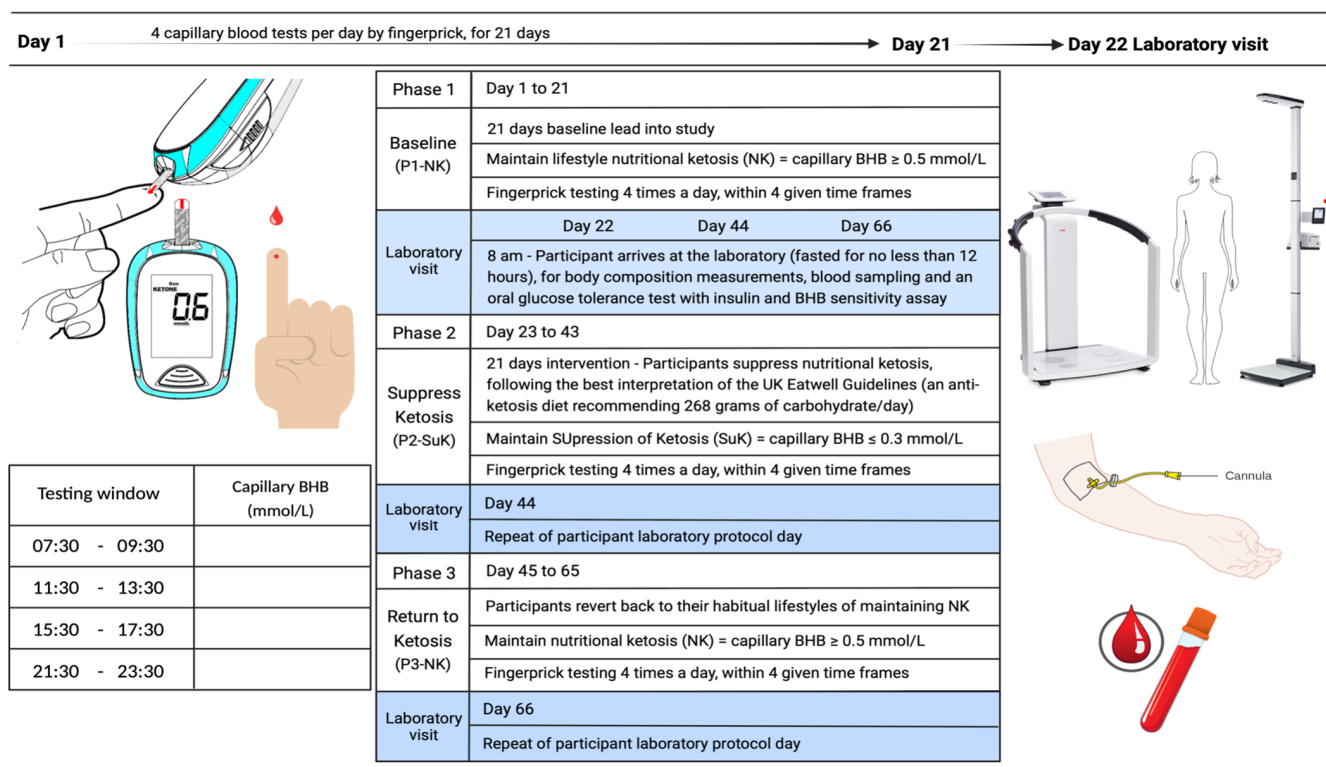 4 capillary blood tests per day by fingerprick, for 21 days
Day 1
Day 21
Day 22 Laboratory visit
KETONE
0.6
mmol/L
Testing window
Capillary BHB
(mmol/L)
07:30 - 09:30
11:30 - 13:30
15:30 - 17:30
21:30 - 23:30
Phase 1
Day 1 to 21
Baseline
(P1-NK)
21 days baseline lead into study
Maintain lifestyle nutritional ketosis (NK) = capillary BHB ≥ 0.5 mmol/L
Fingerprick testing 4 times a day, within 4 given time frames
Laboratory
visit
Day 22 Day 44 Day 66
8 am - Participant arrives at the laboratory (fasted for no less than 12
hours), for body composition measurements, blood sampling and an
oral glucose tolerance test with insulin and BHB sensitivity assay
Phase 2
Day 23 to 43
Suppress
Ketosis
(P2-SuK)
21 days intervention - Participants suppress nutritional ketosis,
following the best interpretation of the UK Eatwell Guidelines (an anti-
ketosis diet recommending 268 grams of carbohydrate/day)
Maintain SUpression of Ketosis (SuK) = capillary BHB ≤ 0.3 mmol/L
Fingerprick testing 4 times a day, within 4 given time frames
Laboratory
visit
Day 44
Repeat of participant laboratory protocol day
Phase 3
Day 45 to 65
Return to
Ketosis
(P3-NK)
Participants revert back to their habitual lifestyles of maintaining NK
Maintain nutritional ketosis (NK) = capillary BHB ≥ 0.5 mmol/L
Fingerprick testing 4 times a day, within 4 given time frames
Laboratory
visit
Day 66
Repeat of participant laboratory protocol day
Cannula